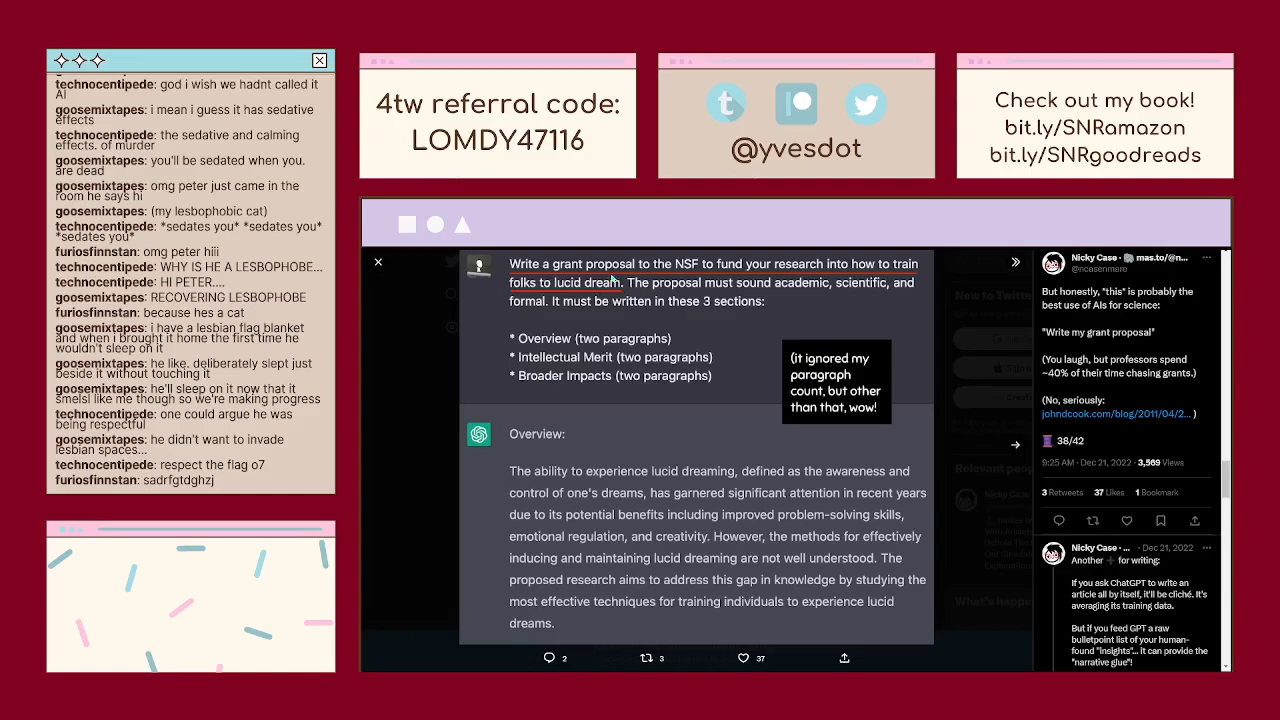 technocentipede: god i wish we hadnt called it
AI
goosemixtapes: i mean i guess it has sedative
effects
technocentipede: the sedative and calming
effects. of murder
goosemixtapes: you'll be sedated when you.
are dead
goosemixtapes: omg peter just came in the
room he says hi
goosemixtapes: (my lesbophobic cat)
technocentipede: *sedates you* *sedates you*
*sedates you*
furiosfinnstan: omg peter hiii
technocentipede: WHY IS HE A LESBOPHOBE...
technocentipede: HI PETER....
goosemixtapes: RECOVERING LESBOPHOBE
furiosfinnstan: because hes a cat
goosemixtapes: i have a lesbian flag blanket
and when i brought it home the first time he
wouldn't sleep on it
goosemixtapes: he like. deliberately slept just
beside it without touching it
goosemixtapes: he'll sleep on it now that it
smelsl like me though so we're making progress
technocentipede: one could argue he was
being respectful
goosemixtapes: he didn't want to invade
lesbian spaces...
technocentipede: respect the flag o7
furiosfinnstan: sadrfgtdghzj
4tw referral code:
LOMDY47116
@yvesdot
Check out my book!
bit.ly/SNRamazon
bit.ly/SNRgoodreads
Write a grant proposal to the NSF to fund your research into how to train
folks to lucid dream. The proposal must sound academic, scientific, and
formal. It must be written in these 3 sections:
* Overview (two paragraphs)
* Intellectual Merit (two paragraphs)
* Broader Impacts (two paragraphs)
(it ignored my
paragraph
count, but other
than that, wow!
Overview:
The ability to experience lucid dreaming, defined as the awareness and
control of one's dreams, has garnered significant attention in recent years
due to its potential benefits including improved problem-solving skills,
emotional regulation, and creativity. However, the methods for effectively
inducing and maintaining lucid dreaming are not well understood. The
proposed research aims to address this gap in knowledge by studying the
most effective techniques for training individuals to experience lucid
dreams.
2
3
37
New to Twitter
Relevant peop
What's happe
Nicky Case · mas.to/@n...
@ncasenmare
But honestly, *this* is probably the
best use of AIs for science:
"Write my grant proposal"
(You laugh, but professors spend
~40% of their time chasing grants.)
(No, seriously:
johndcook.com/blog/2011/04/2... )
38/42
9:25 AM · Dec 21, 2022 · 3,569 Views
3 Retweets 37 Likes 1 Bookmark
Nicky Case · ... · Dec 21, 2022
Another ➕ for writing:
If you ask ChatGPT to write an
article all by itself, it'll be cliché. It's
averaging its training data.
But if you feed GPT a raw
bulletpoint list of your human-
found "insights"... it can provide the
"narrative glue"!